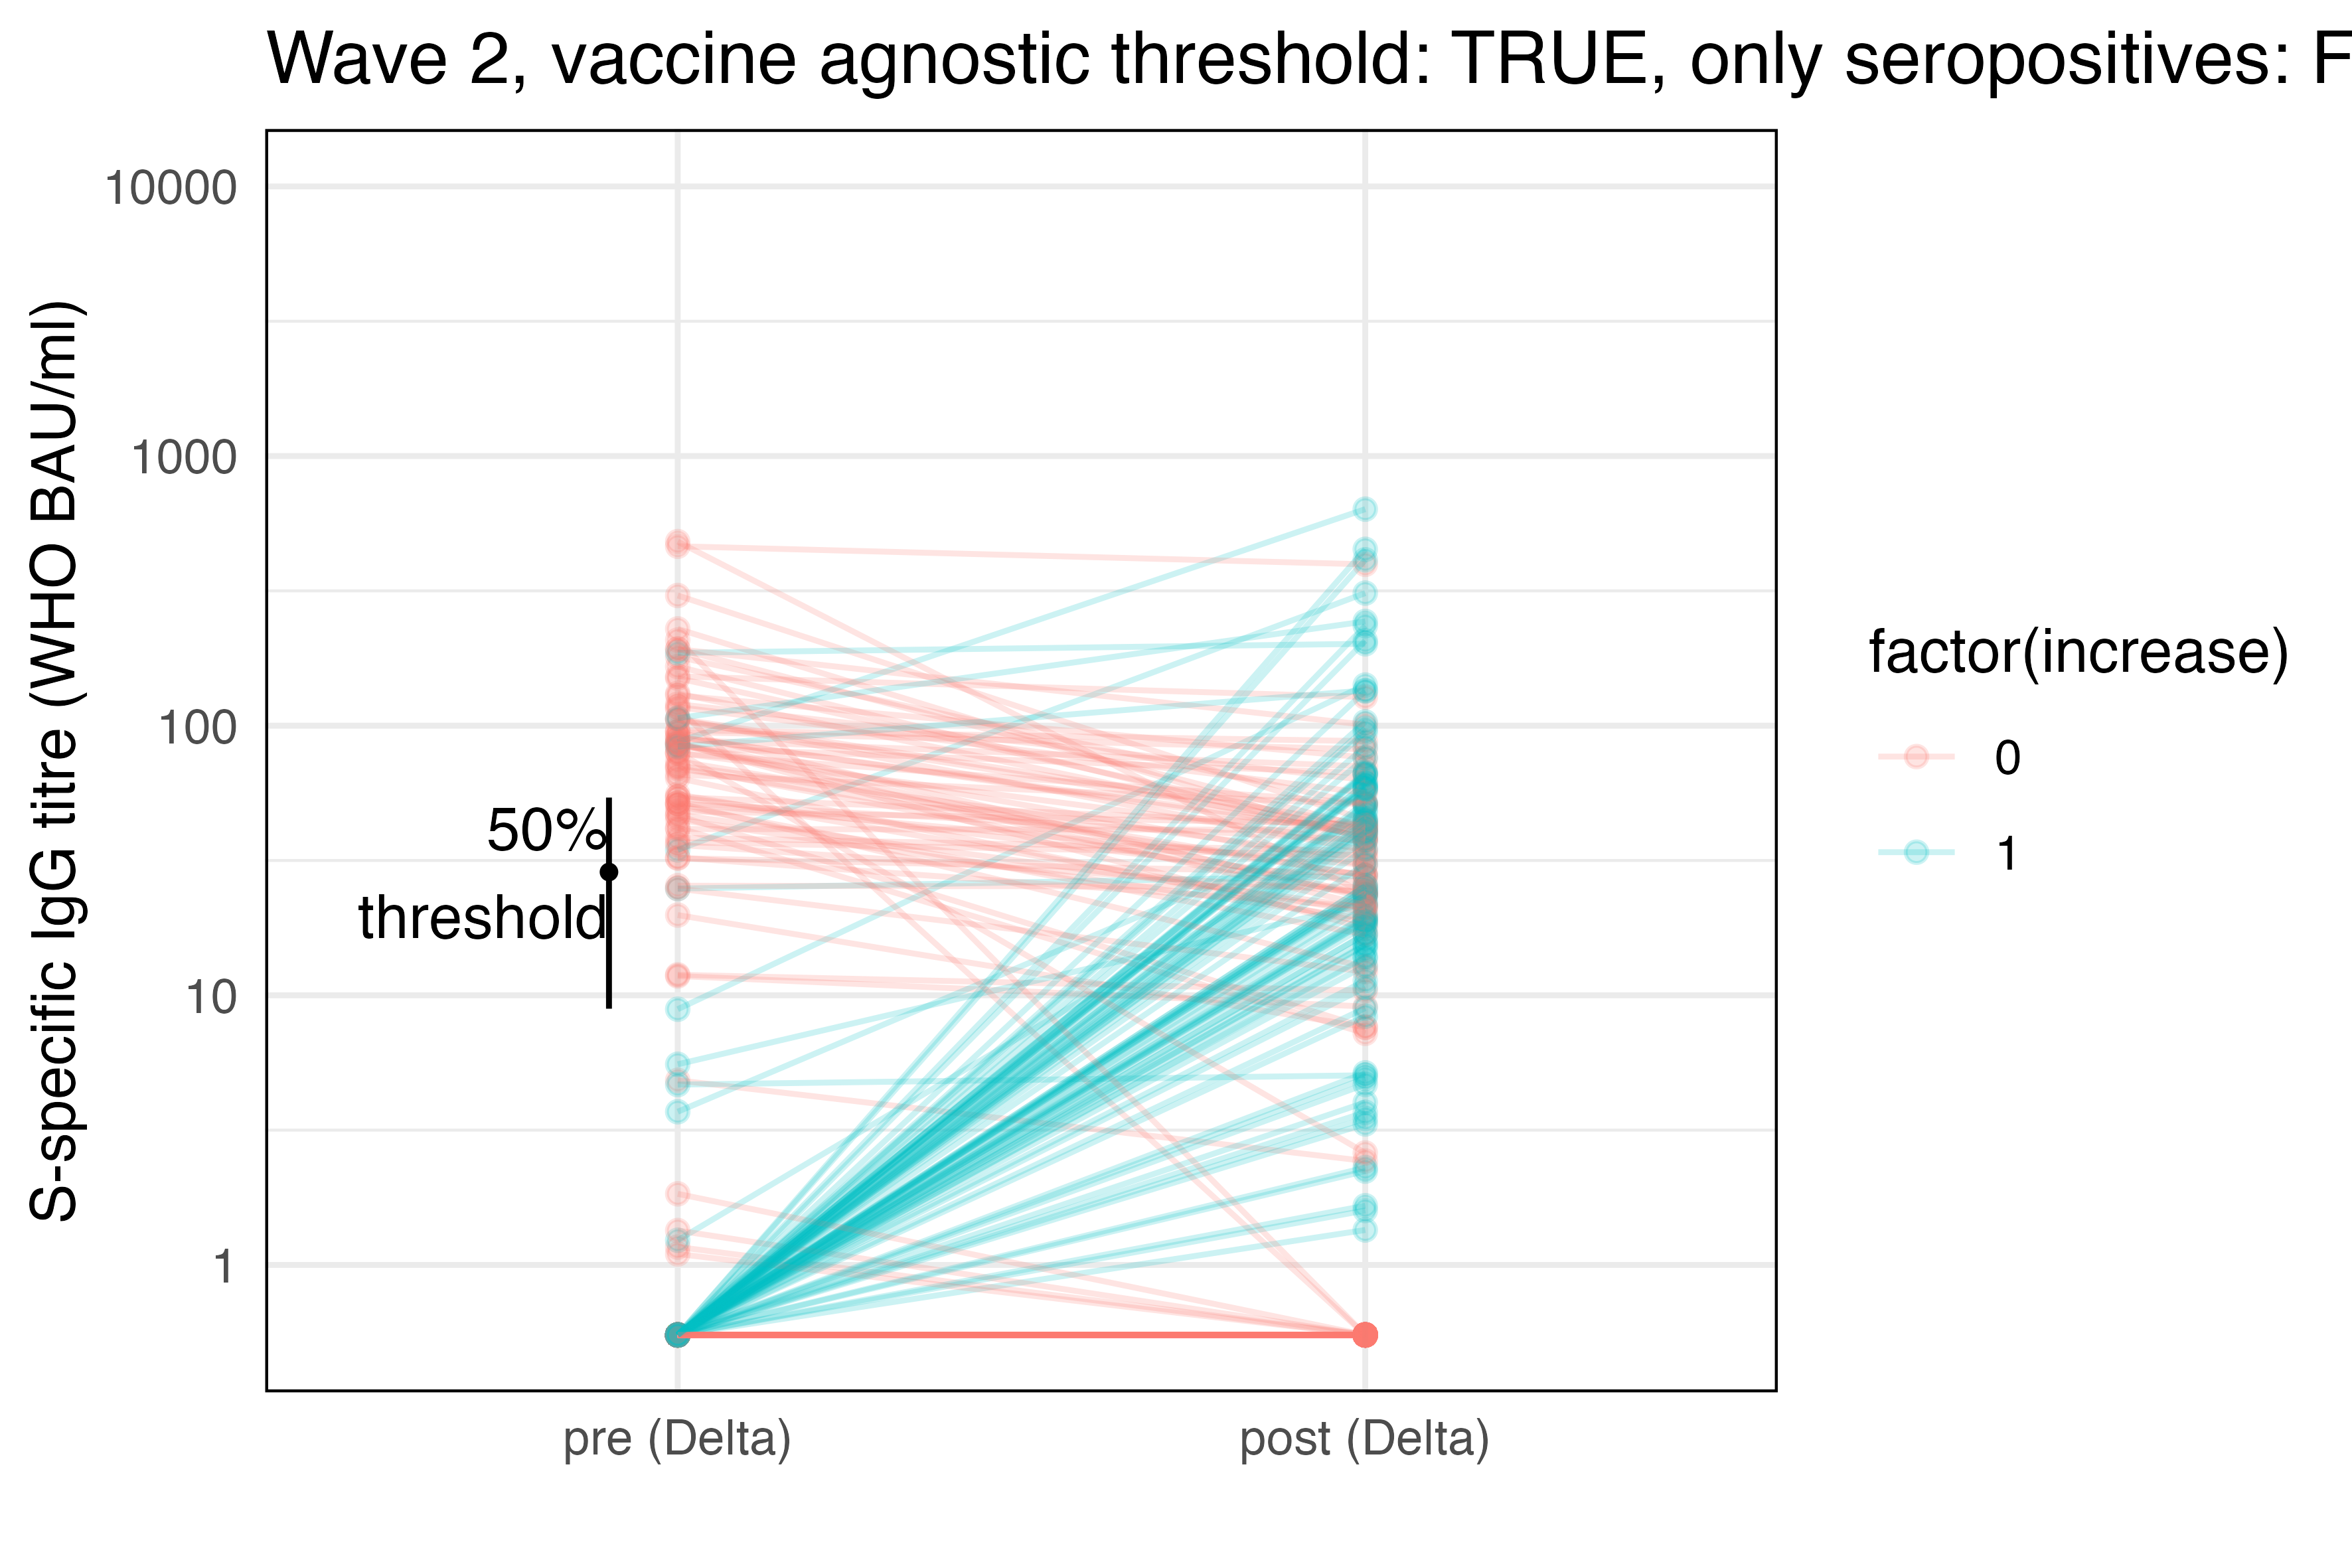 Wave 2, vaccine agnostic threshold: TRUE, only seropositives: F
S-specific IgG titre (WHO BAU/ml)
10000
1000
100
10
1
50%
threshold
pre (Delta)
post (Delta)
factor(increase)
0
1